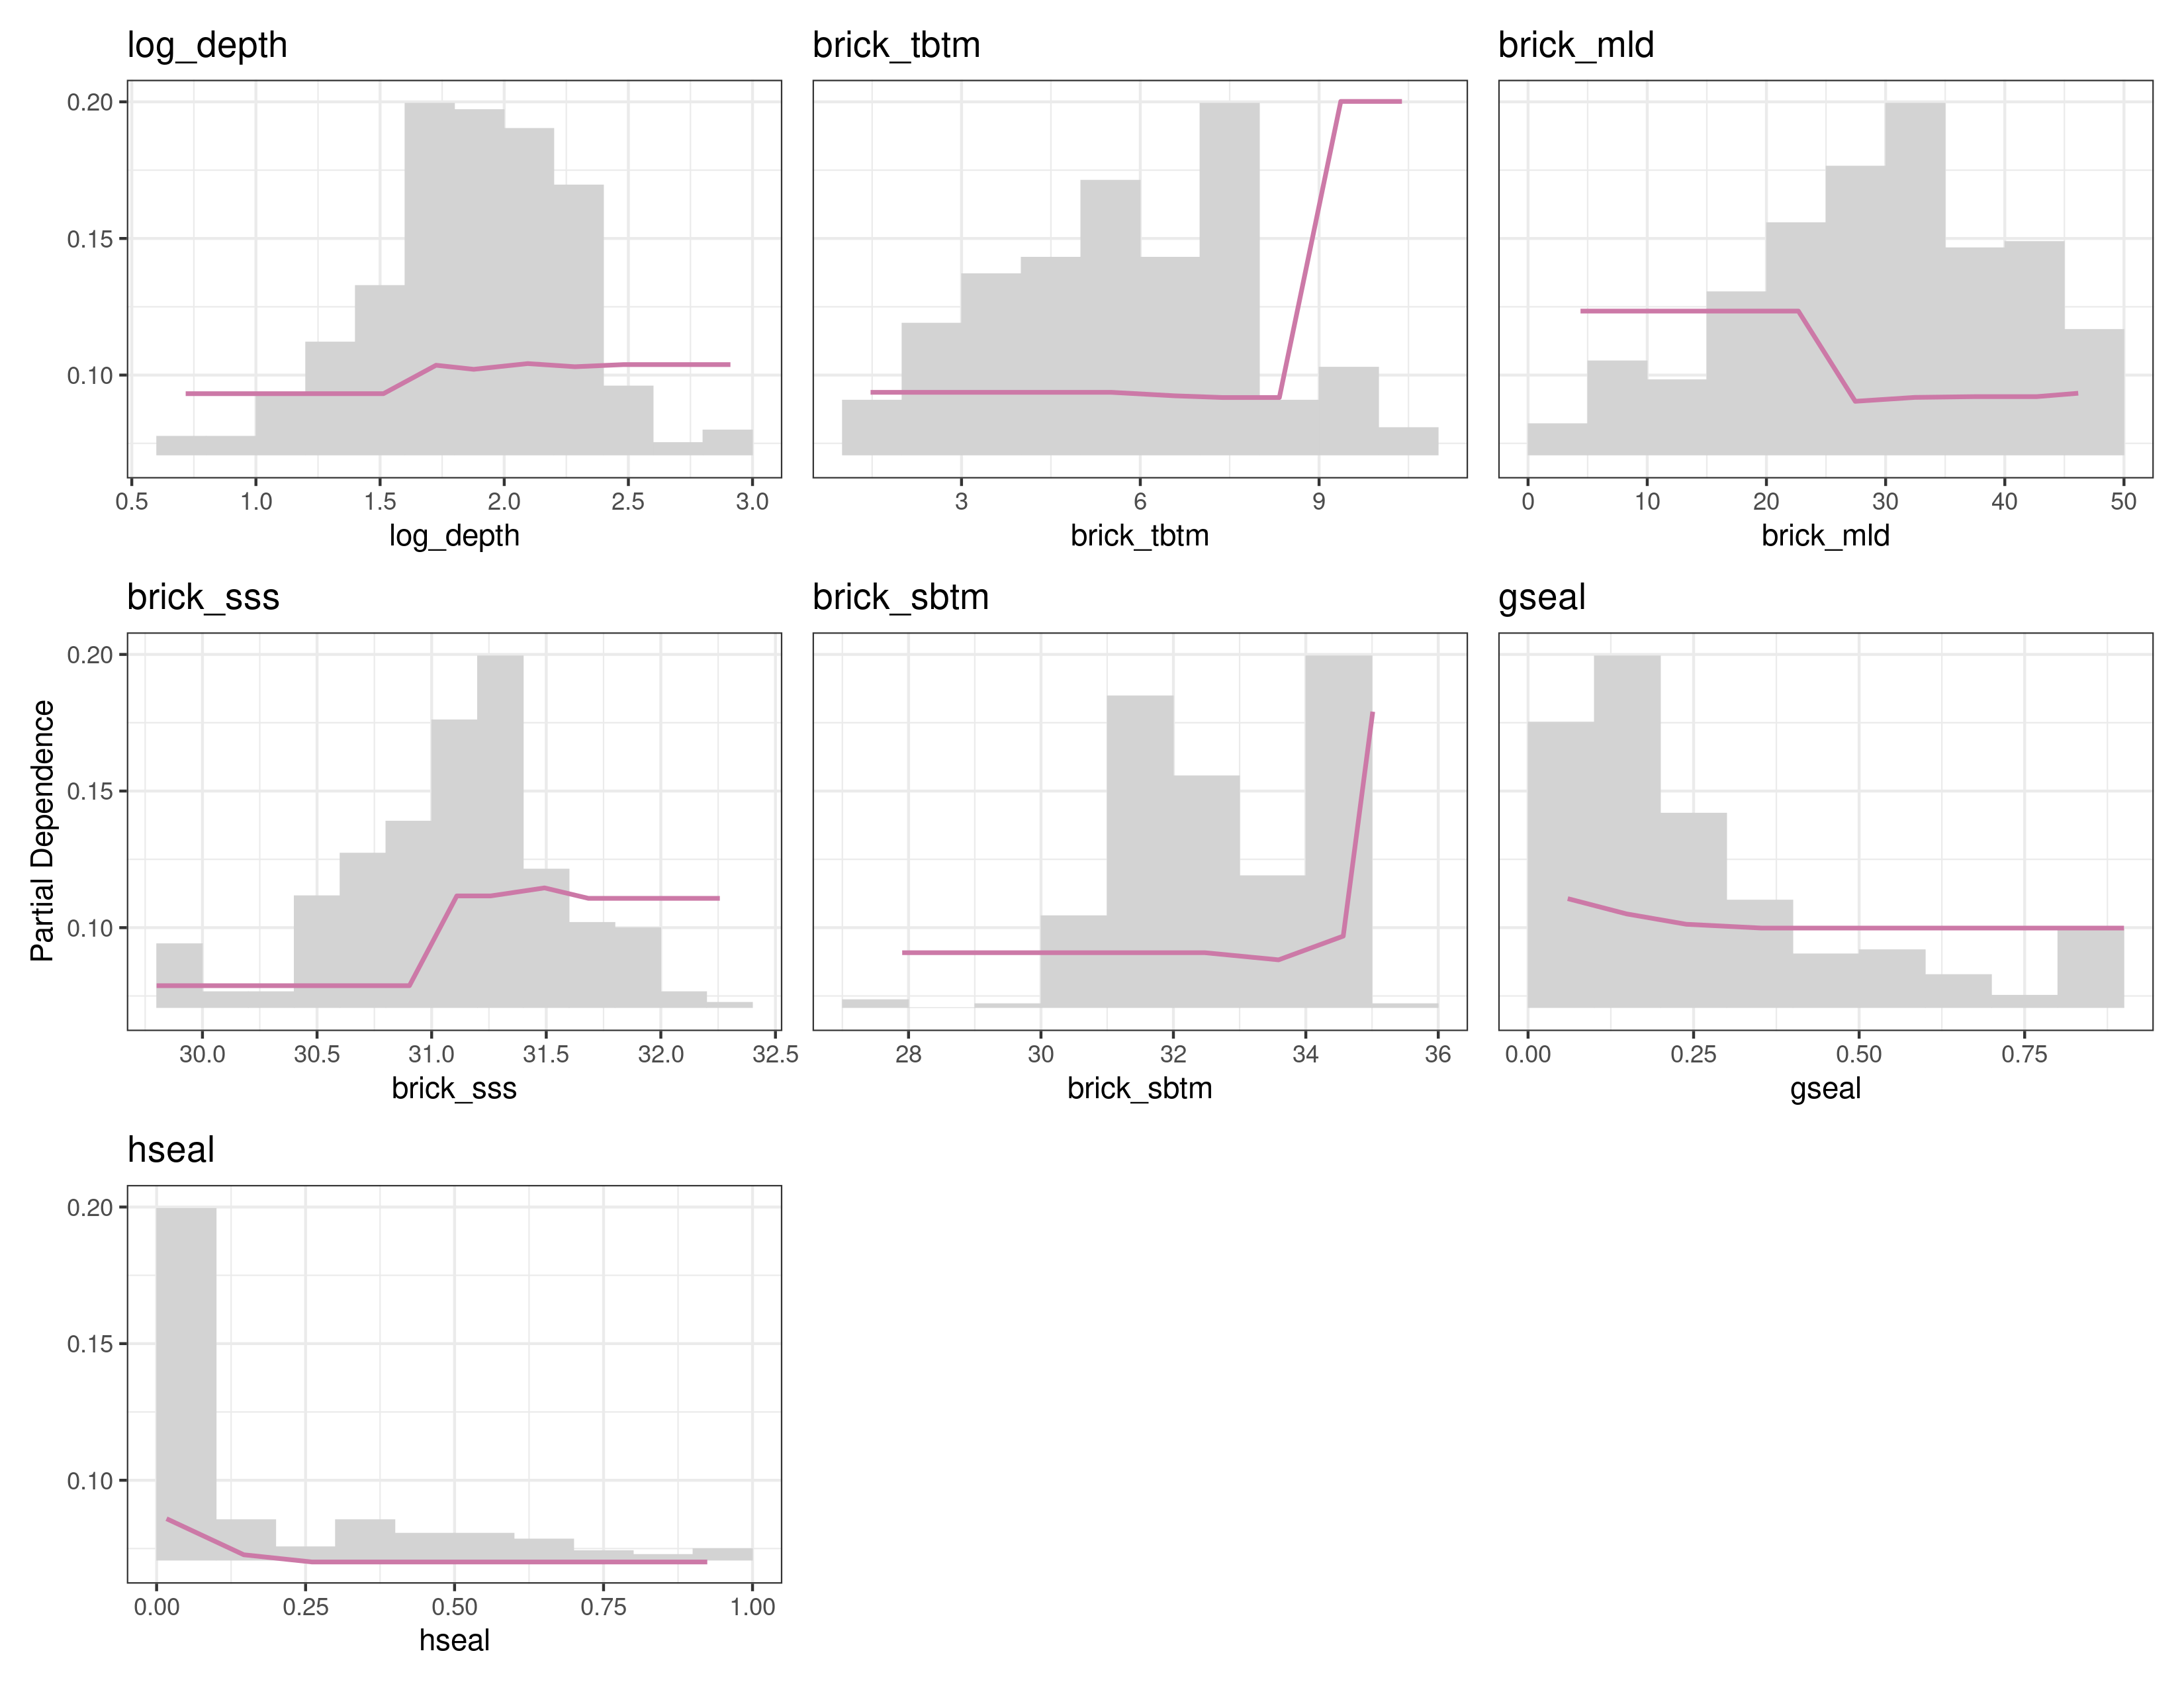 log_depth
brick_tbtm
brick_mld
0.20
0.15
0.10
0.5 1.0 1.5 2.0 2.5 3.0
3 6 9
0 10 20 30 40 50
log_depth
brick_tbtm
brick_mld
brick_sss
brick_sbtm
gseal
Partial Dependence
0.20
0.15
0.10
30.0 30.5 31.0 31.5 32.0 32.5
28 30 32 34 36
0.00 0.25 0.50 0.75
brick_sss
brick_sbtm
gseal
hseal
0.20
0.15
0.10
0.00 0.25 0.50 0.75 1.00
hseal